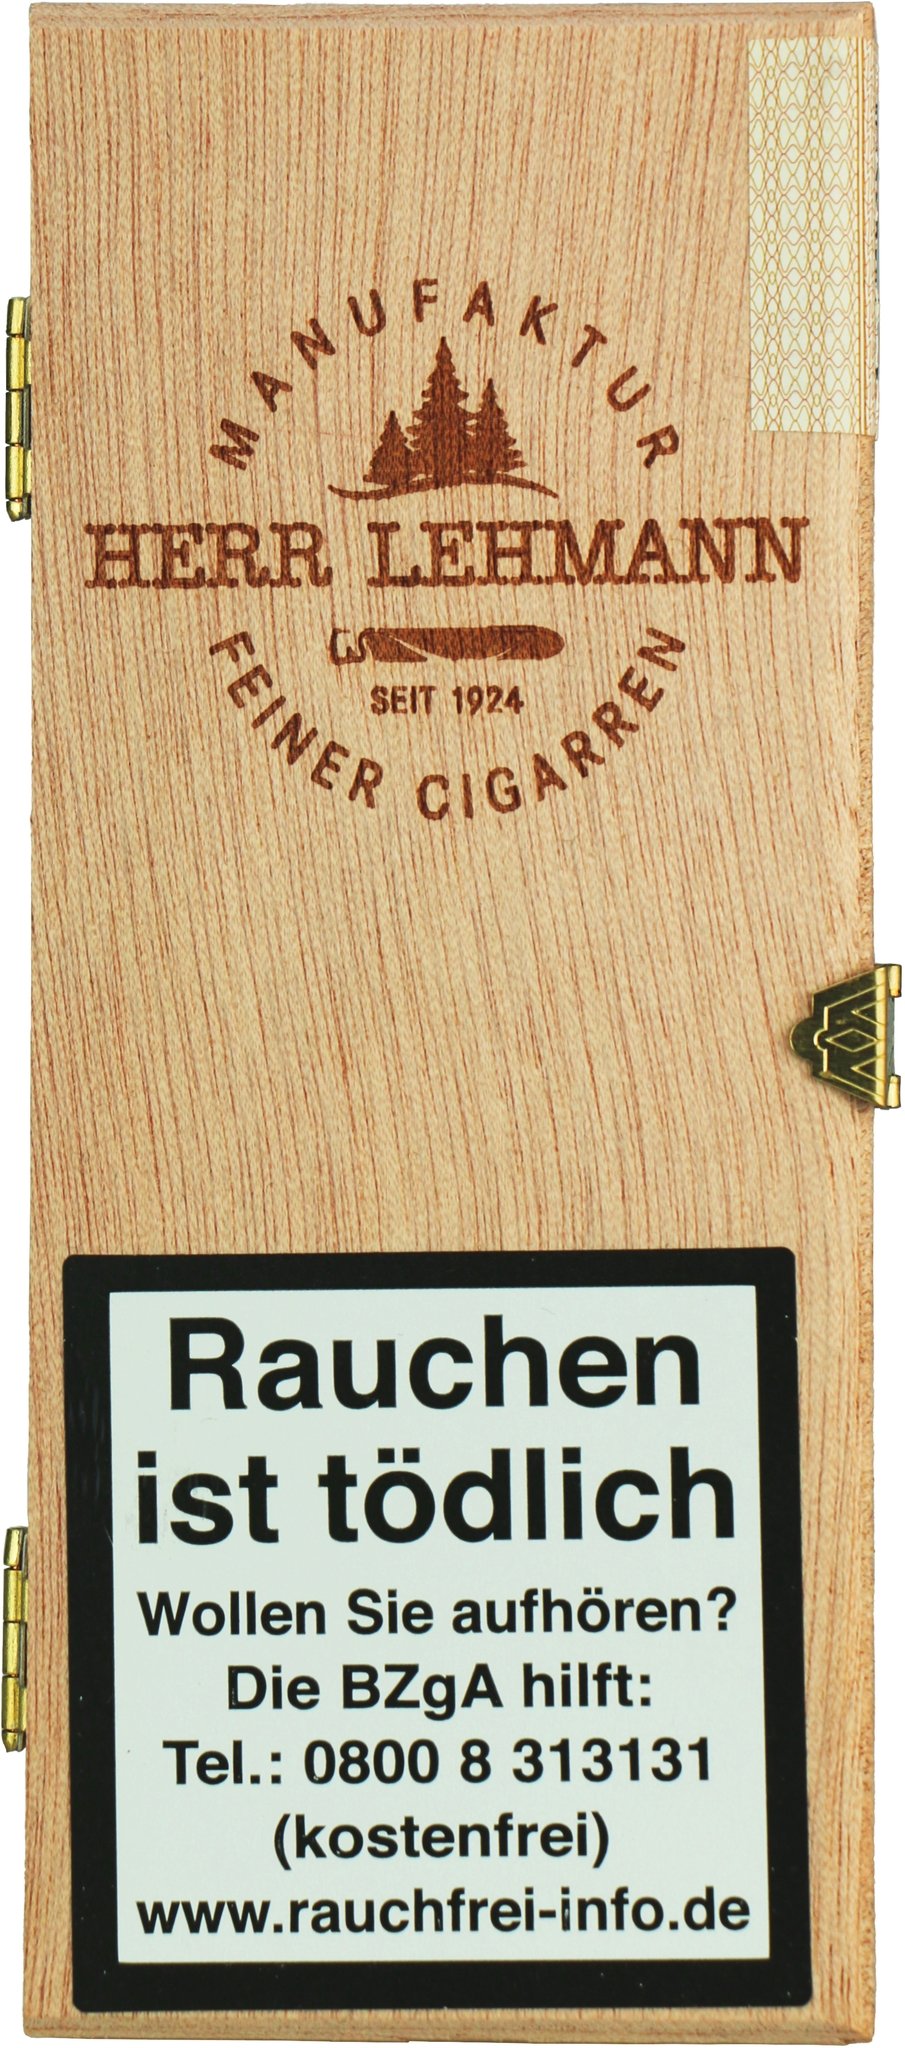 MANUFAKTUR
HERR LEHMANN
SEIT 1924
FEINER CIGARREN
Rauchen
ist tödlich
Wollen Sie aufhören?
Die BZgA hilft:
Tel.: 0800 8 313131
(kostenfrei)
www.rauchfrei-info.de